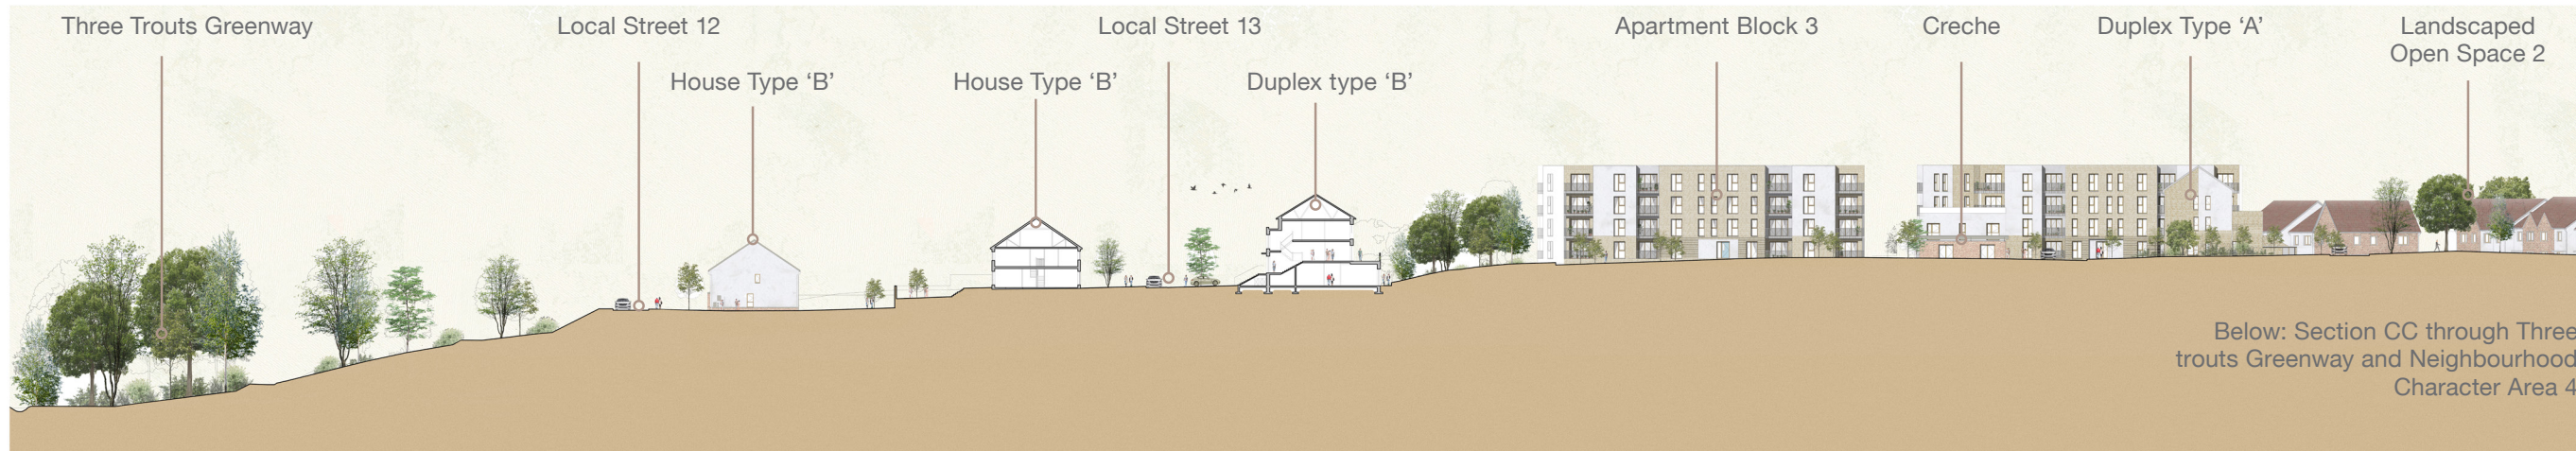 Three Trouts Greenway
Local Street 12
House Type ‘B’
House Type ‘B’
Local Street 13
Duplex type ‘B’
Apartment Block 3
Creche
Duplex Type ‘A’
Landscaped
Open Space 2
Below: Section CC through Three
trouts Greenway and Neighbourhood
Character Area 4